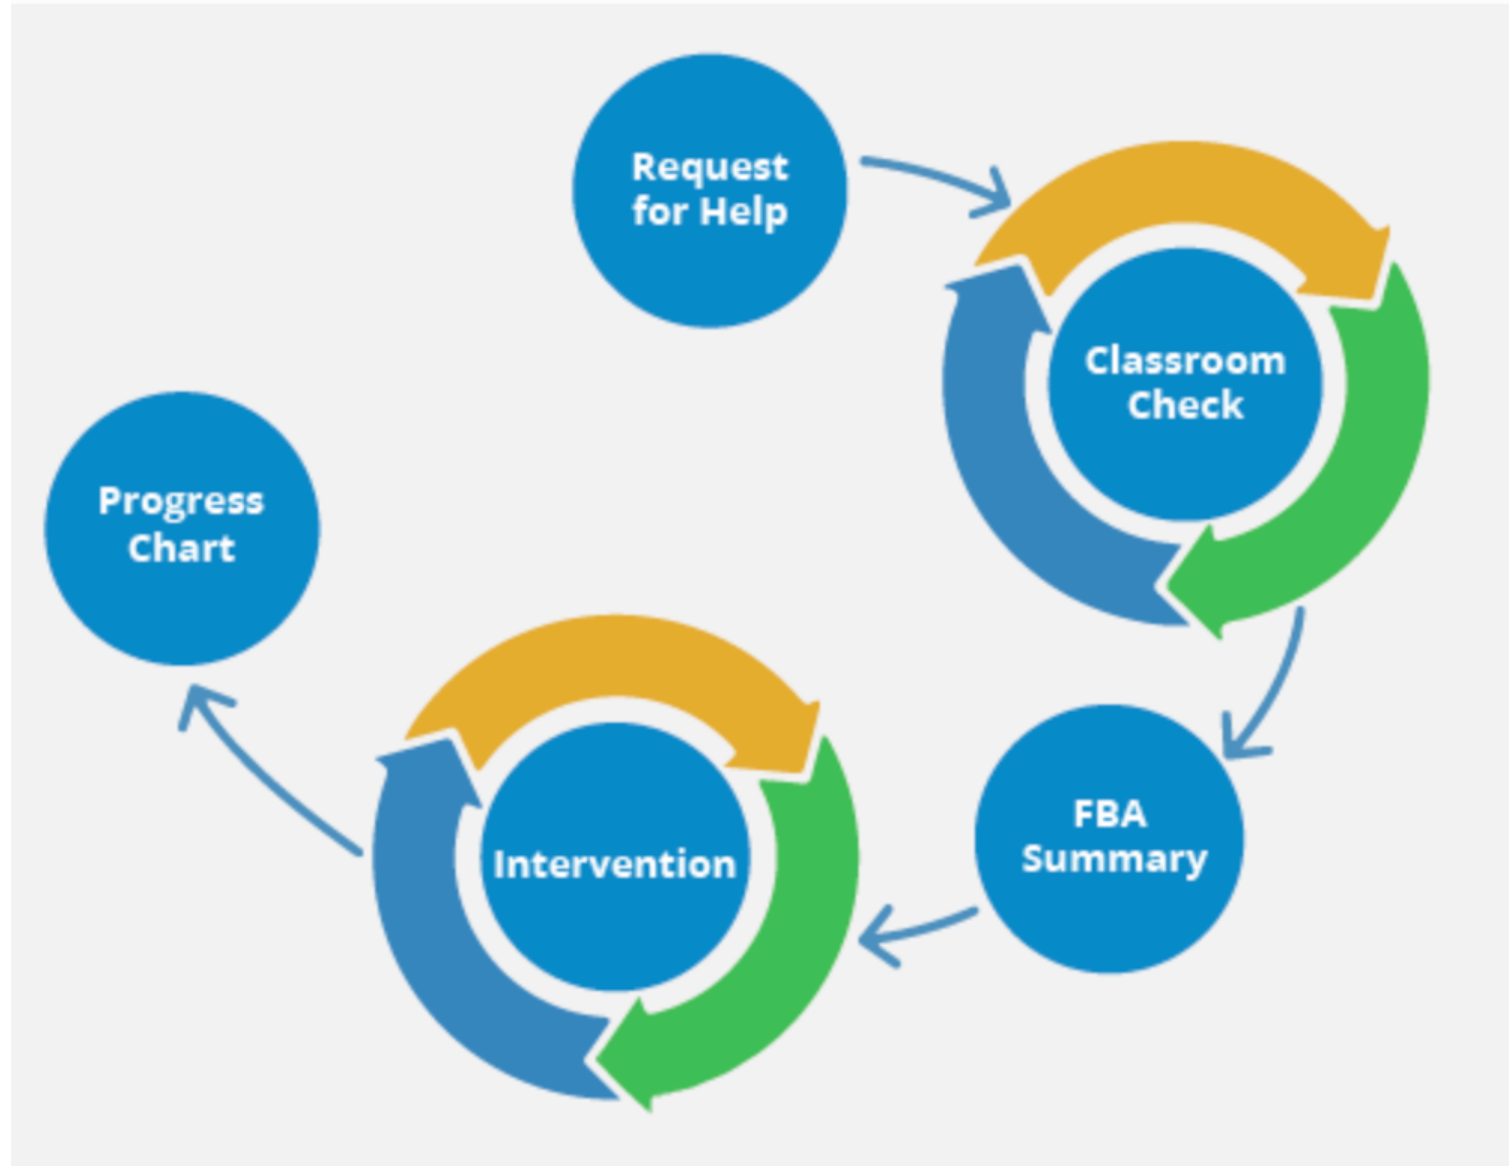 Request
for Help
Classroom
Check
FBA
Summary
Intervention
Progress
Chart